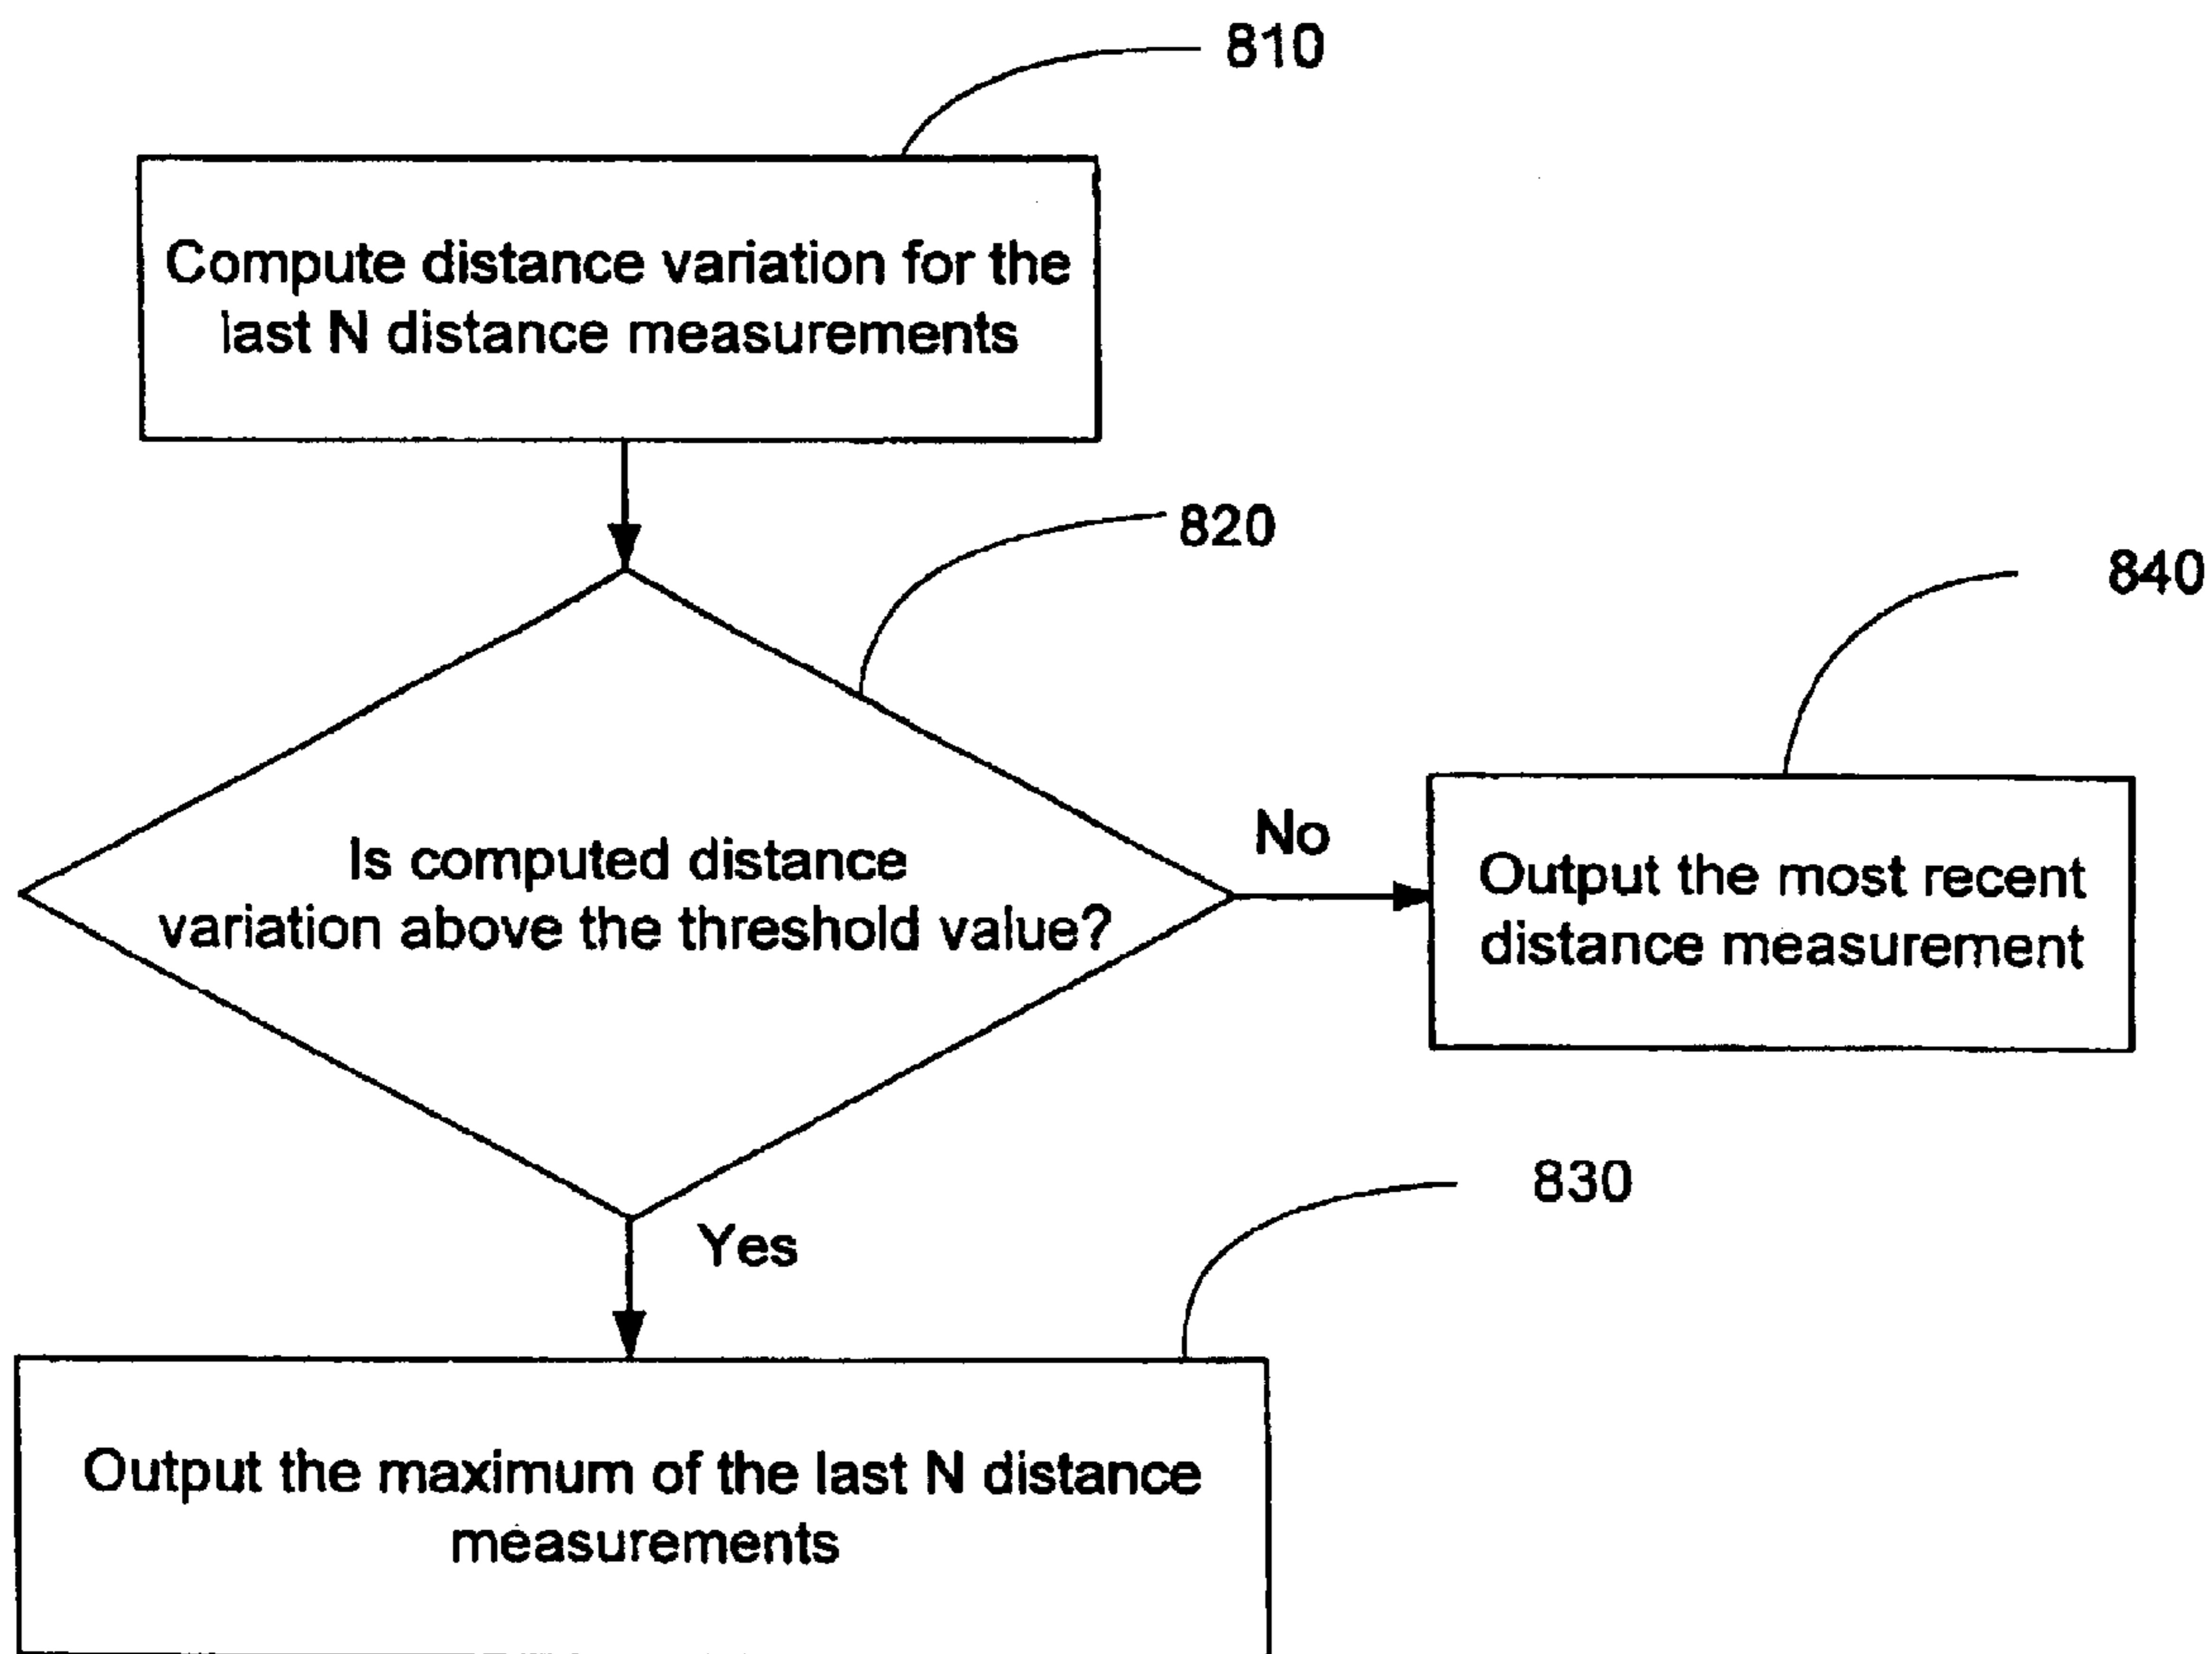 810
Compute distance variation for the
last N distance measurements
820
840
Is computed distance
variation above the threshold value?
No
Output the most recent
distance measurement
830
Yes
Output the maximum of the last N distance
measurements